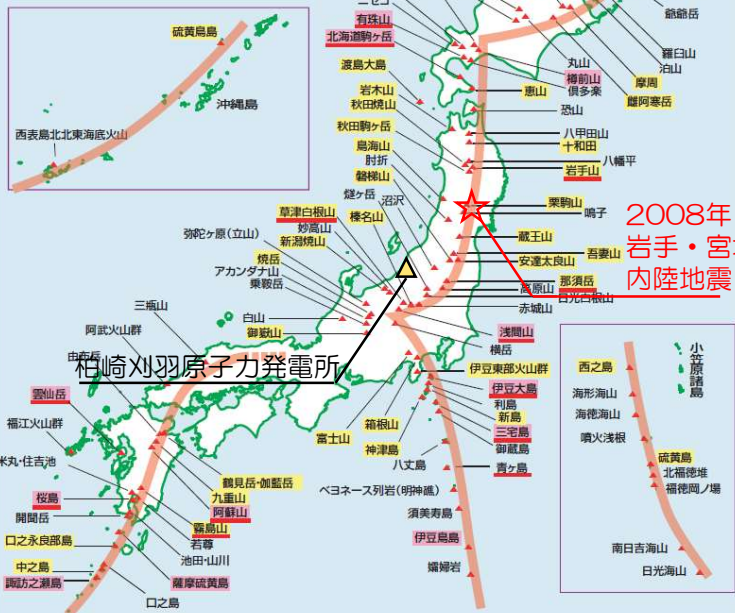 硫黄鳥島
沖縄島
西表島北北東海底火山
有珠山
北海道駒ヶ岳
渡島大島
岩木山
秋田焼山
秋田駒ヶ岳
鳥海山
肘折
磐梯山
燧ヶ岳
沼沢
草津白根山
榛名山
妙高山
新潟焼山
弥陀ヶ原(立山)
焼岳
アカンダナ山
乗鞍岳
白山
御嶽山
三瓶山
阿武火山群
柏崎刈羽原子力発電所
雲仙岳
福江火山群
米丸・住吉池
桜島
開聞岳
口之永良部島
中之島
諏訪之瀬島
口之島
薩摩硫黄島
池田・山川
若尊
霧島山
阿蘇山
九重山
鶴見岳・伽藍岳
爺爺岳
羅臼山
泊山
摩周
雌阿寒岳
丸山
樽前山
倶多楽
恵山
恐山
八甲田山
十和田
八幡平
岩手山
栗駒山
鳴子
蔵王山
吾妻山
安達太良山
那須岳
高原山
日光白根山
赤城山
浅間山
横岳
2008年
岩手・宮城
内陸地震
伊豆東部火山群
伊豆大島
利島
新島
三宅島
御蔵島
箱根山
富士山
神津島
八丈島
青ヶ島
ベヨネース列岩(明神礁)
須美寿島
伊豆鳥島
孀婦岩
小笠原諸島
西之島
海形海山
海徳海山
噴火浅根
硫黄島
北福徳堆
福徳岡ノ場
南日吉海山
日光海山